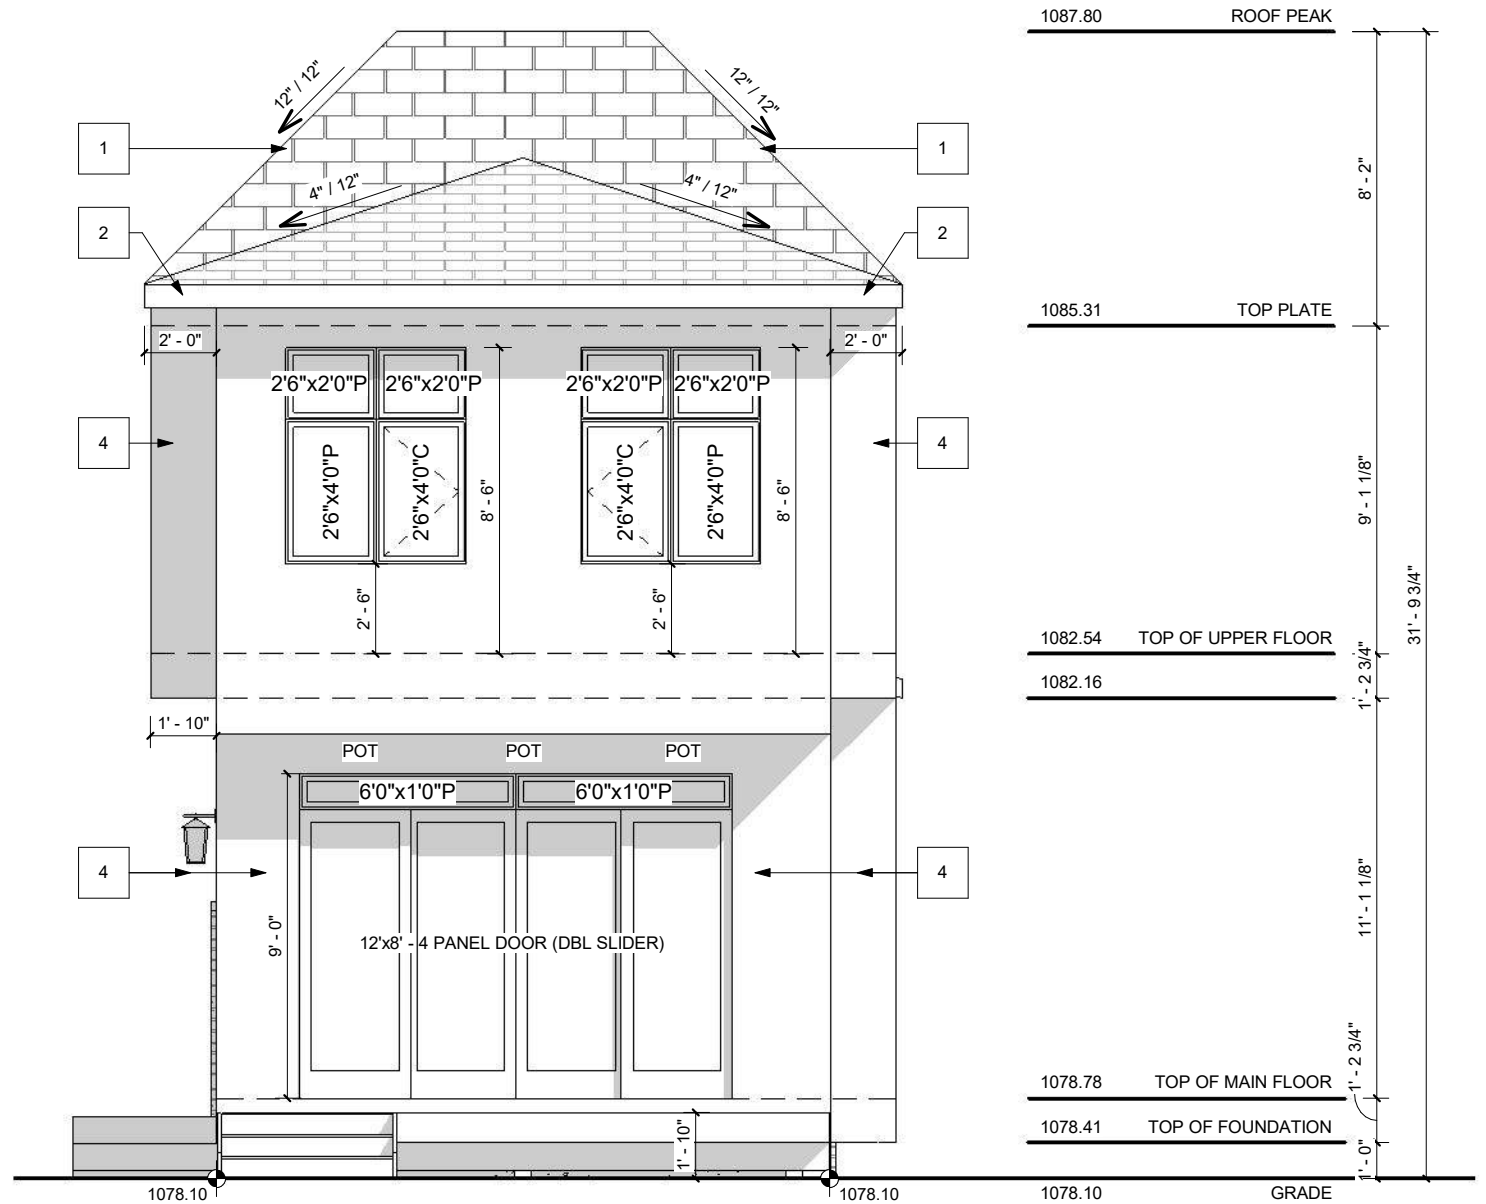 1087.80 ROOF PEAK
12" / 12"
12" / 12"
1
1
8' - 2"
4" / 12"
4" / 12"
2
2
1085.31 TOP PLATE
2' - 0"
2' - 0"
2'6"x2'0"P
2'6"x2'0"P
2'6"x2'0"P
2'6"x2'0"P
4
4
2'6"x4'0"P
2'6"x4'0"C
8' - 6"
2'6"x4'0"C
2'6"x4'0"P
8' - 6"
9' - 1 1/8"
2' - 6"
2' - 6"
31' - 9 3/4"
1082.54 TOP OF UPPER FLOOR
1' - 2 3/4"
1082.16
1' - 10"
POT
POT
POT
6'0"x1'0"P
6'0"x1'0"P
4
4
11' - 1 1/8"
9' - 0"
12'x8' - 4 PANEL DOOR (DBL SLIDER)
1' - 2 3/4"
1078.78 TOP OF MAIN FLOOR
1078.41 TOP OF FOUNDATION
1' - 10"
1' - 0"
1078.10
1078.10
1078.10 GRADE